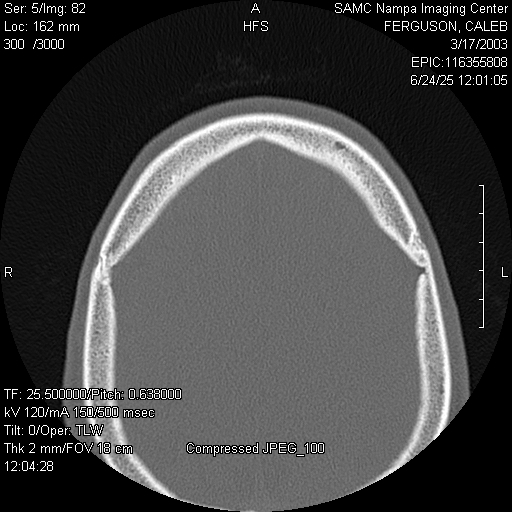 Ser: 5/Img: 82
Loc: 162 mm
300 /3000
A
HFS
SAMC Nampa Imaging Center
FERGUSON, CALEB
3/17/2003
EPIC:116355808
6/24/25 12:01:05
R
L
TF: 25.500000/Pitch: 0.638000
kV 120/mA 150/500 msec
Tilt: 0/Oper: TLW
Thk 2 mm/FOV 18 cm
12:04:28
Compressed JPEG_100